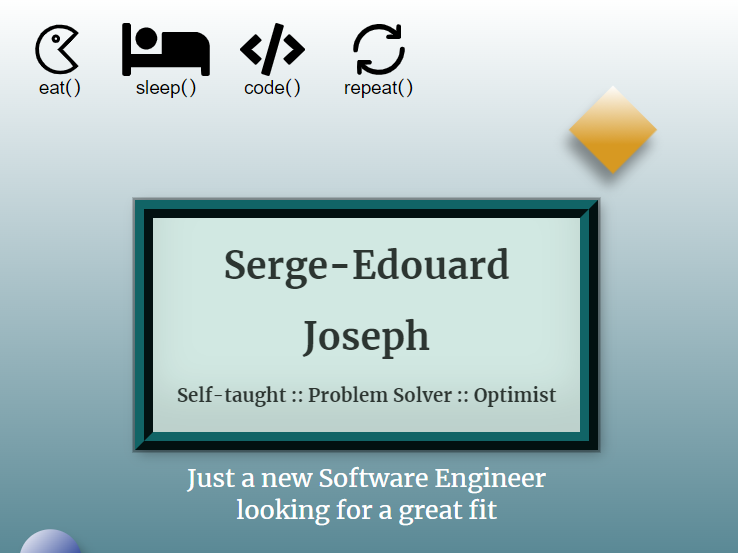 eat() sleep() code() repeat()
Serge-Edouard
Joseph
Self-taught :: Problem Solver :: Optimist
Just a new Software Engineer
looking for a great fit